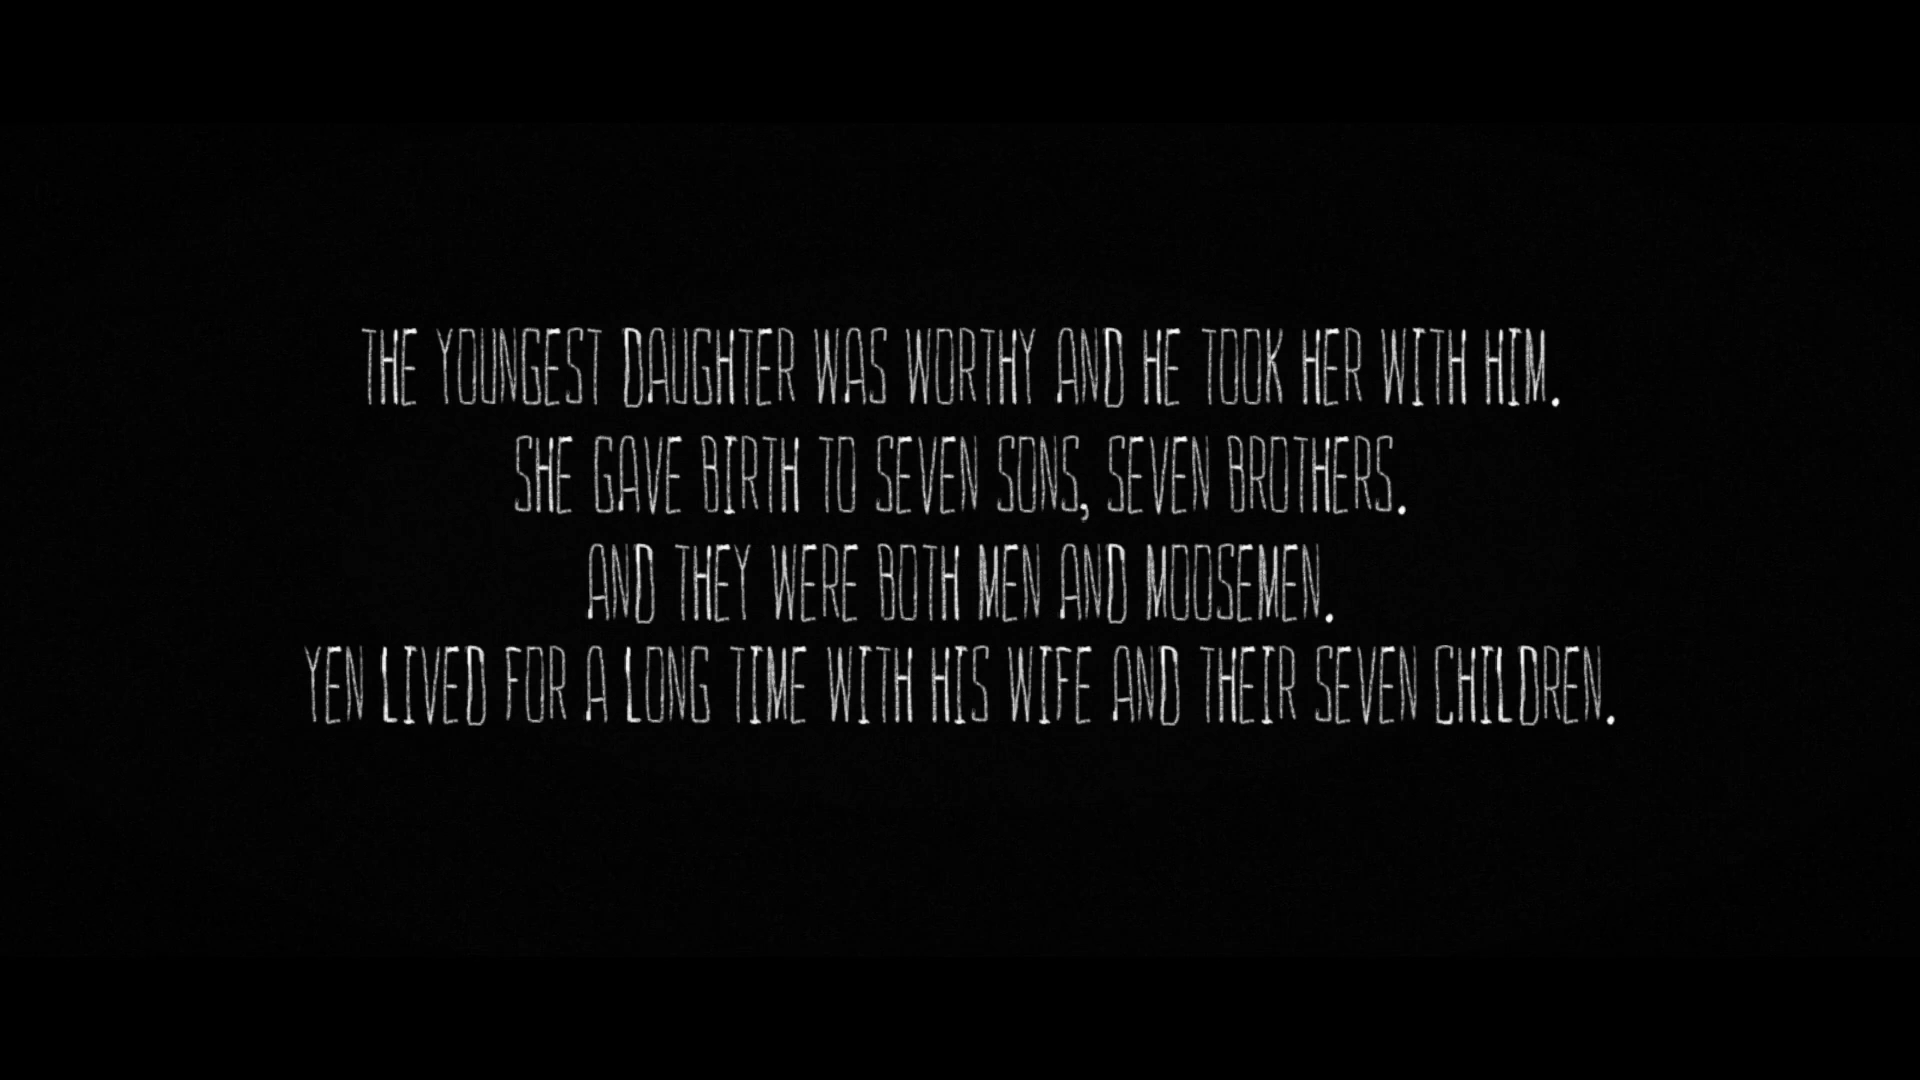 THE YOUNGEST DAUGHTER WAS WORTHY AND HE TOOK HER WITH HIM.
SHE GAVE BIRTH TO SEVEN SONS, SEVEN BROTHERS.
AND THEY WERE BOTH MEN AND MOOSEMEN.
YEN LIVED FOR A LONG TIME WITH HIS WIFE AND THEIR SEVEN CHILDREN.